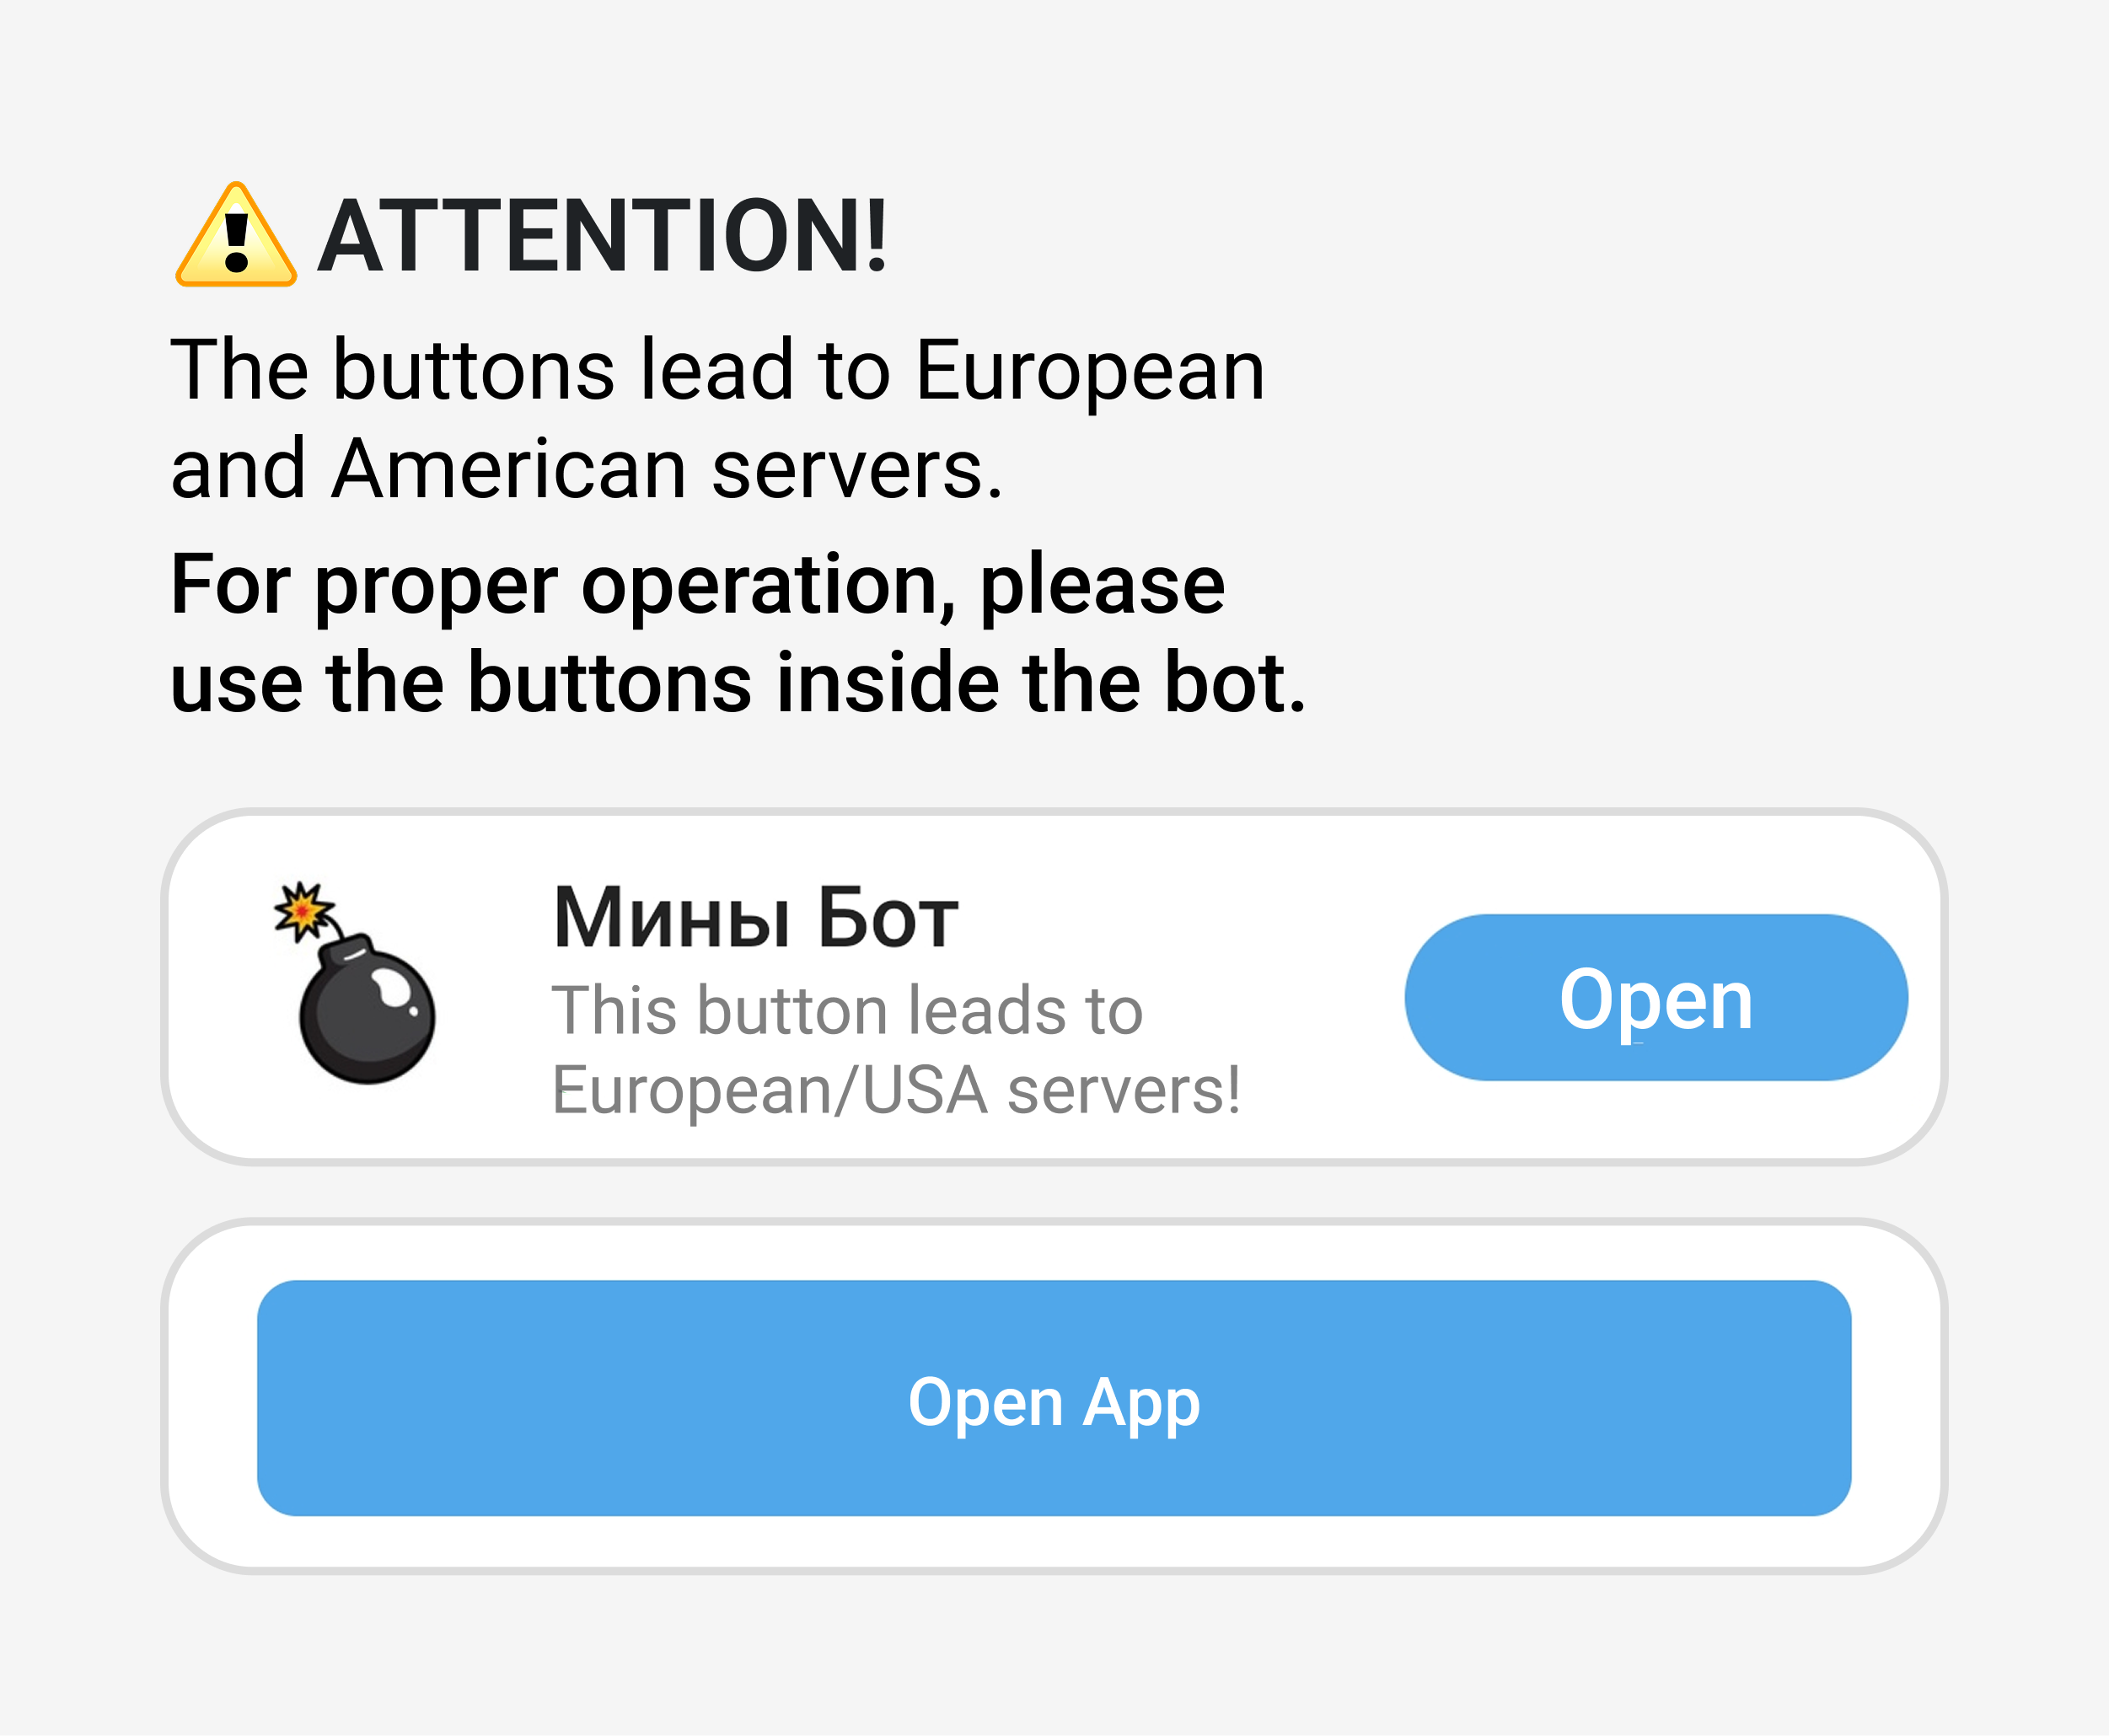 ATTENTION!
The buttons lead to European
and American servers.
For proper operation, please
use the buttons inside the bot.
Мины Бот
This button leads to
European/USA servers!
Open
Open App